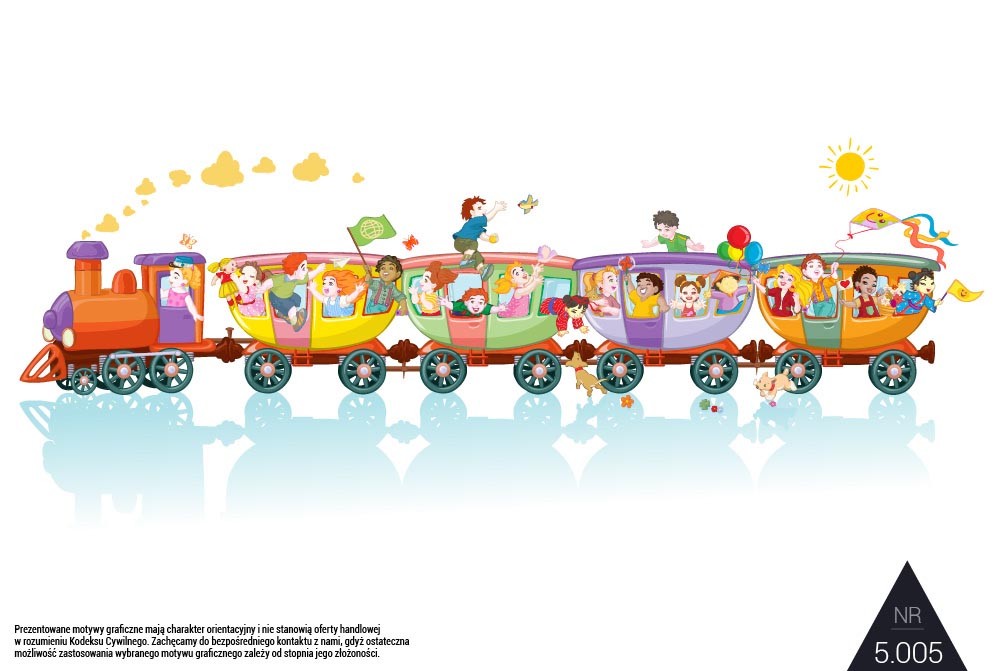 Prezentowane motywy graficzne mają charakter orientacyjny i nie stanowią oferty handlowej
w rozumieniu Kodeksu Cywilnego. Zachęcamy do bezpośredniego kontaktu z nami, gdyż ostateczna
możliwość zastosowania wybranego motywu graficznego zależy od stopnia jego złożoności.
NR
5.005